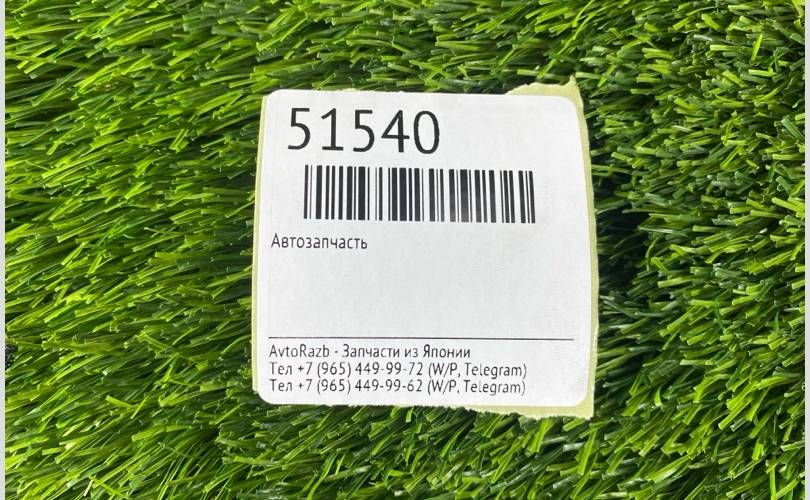 51540
Автозапчасть
AvtoRazb - Запчасти из Японии
Тел +7 (965) 449-99-72 (W/P, Telegram)
Тел +7 (965) 449-99-62 (W/P, Telegram)